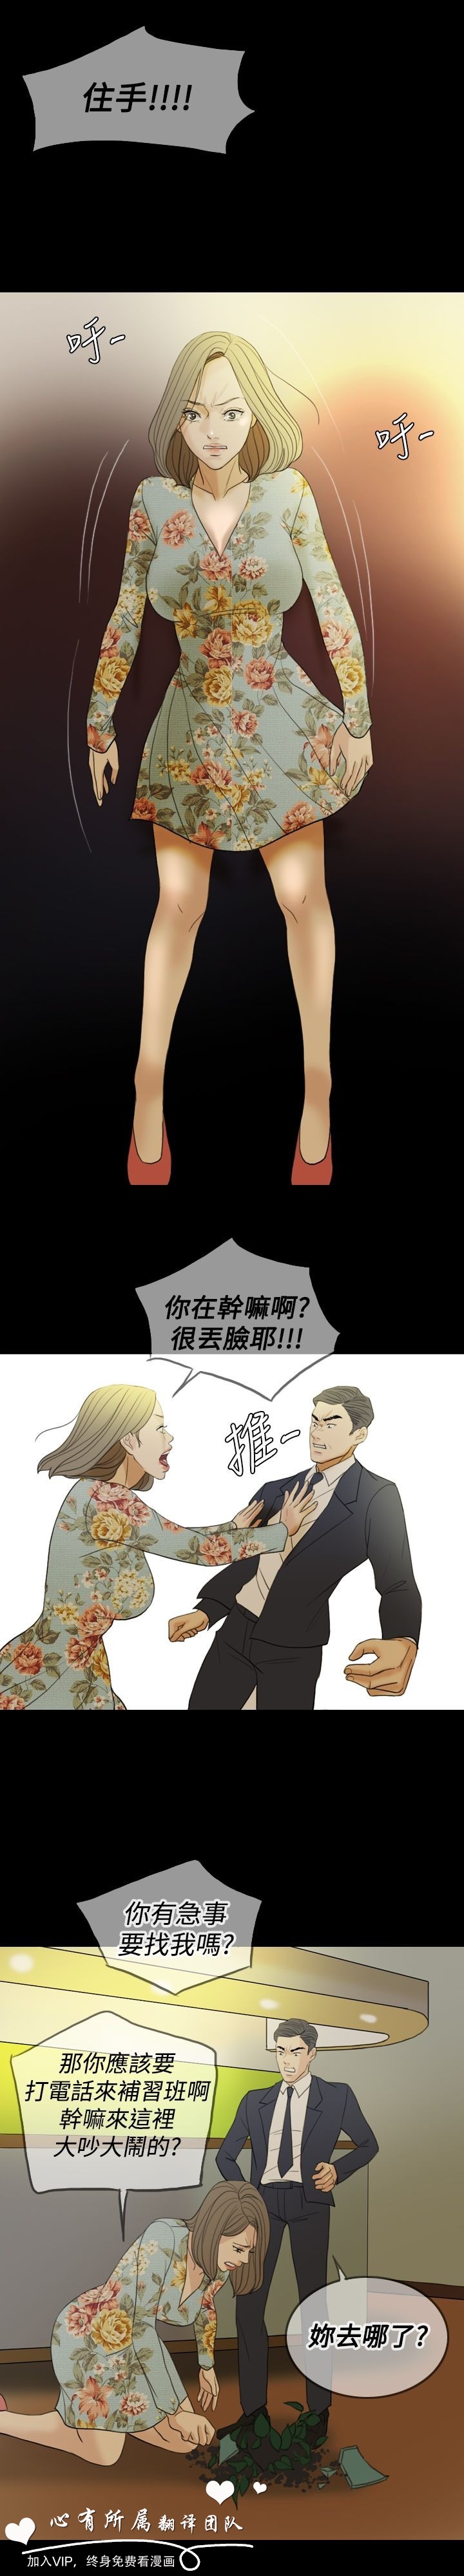 住手!!!!
吁-
吁-
你在幹嘛啊?
很丟臉耶!!!
推-
你有急事
要找我嗎?
那你應該要
打電話來補習班啊
幹嘛來這裡
大吵大鬧的?
妳去哪了?
心有所属翻译团队
加入VIP，终身免费看漫画